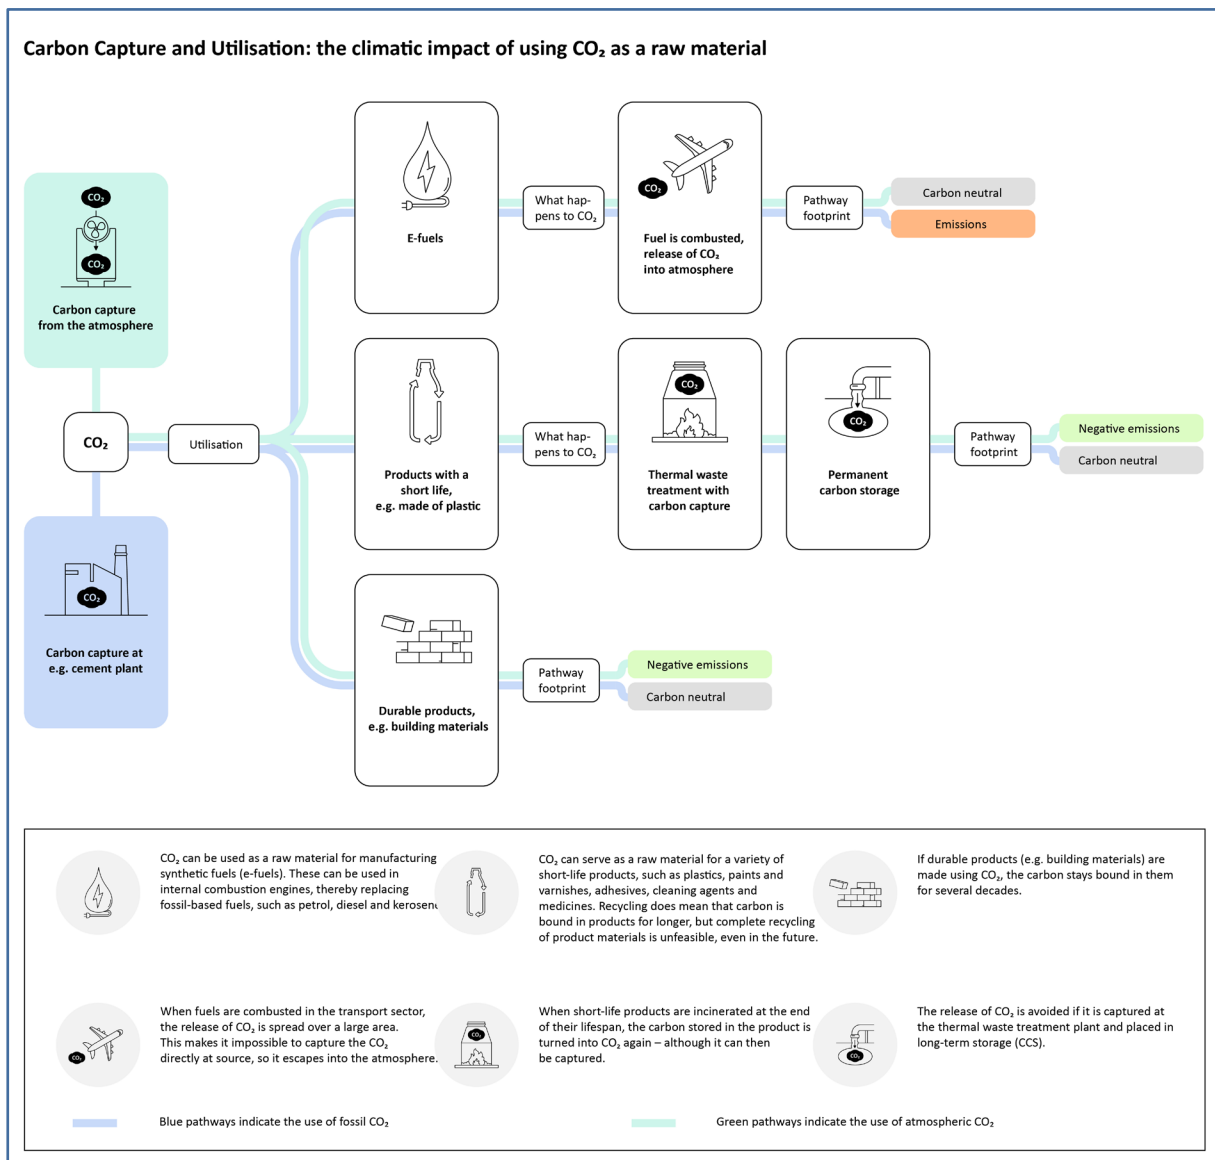 Carbon Capture and Utilisation: the climatic impact of using CO₂ as a raw material
CO₂
CO₂
Carbon capture
from the atmosphere
CO₂
Utilisation
CO₂
Carbon capture at
e.g. cement plant
E-fuels
What hap-
pens to CO₂
CO₂
Fuel is combusted,
release of CO₂
into atmosphere
Pathway
footprint
Carbon neutral
Emissions
Products with a
short life,
e.g. made of plastic
What hap-
pens to CO₂
CO₂
Thermal waste
treatment with
carbon capture
CO₂
Permanent
carbon storage
Pathway
footprint
Negative emissions
Carbon neutral
Durable products,
e.g. building materials
Pathway
footprint
Negative emissions
Carbon neutral
CO₂ can be used as a raw material for manufacturing
synthetic fuels (e-fuels). These can be used in
internal combustion engines, thereby replacing
fossil-based fuels, such as petrol, diesel and kerosene
CO₂ can serve as a raw material for a variety of
short-life products, such as plastics, paints and
varnishes, adhesives, cleaning agents and
medicines. Recycling does mean that carbon is
bound in products for longer, but complete recycling
of product materials is unfeasible, even in the future.
If durable products (e.g. building materials) are
made using CO₂, the carbon stays bound in them
for several decades.
CO₂
When fuels are combusted in the transport sector,
the release of CO₂ is spread over a large area.
This makes it impossible to capture the CO₂
directly at source, so it escapes into the atmosphere.
CO₂
When short-life products are incinerated at the end
of their lifespan, the carbon stored in the product is
turned into CO₂ again – although it can then
be captured.
CO₂
The release of CO₂ is avoided if it is captured at
the thermal waste treatment plant and placed in
long-term storage (CCS).
Blue pathways indicate the use of fossil CO₂
Green pathways indicate the use of atmospheric CO₂